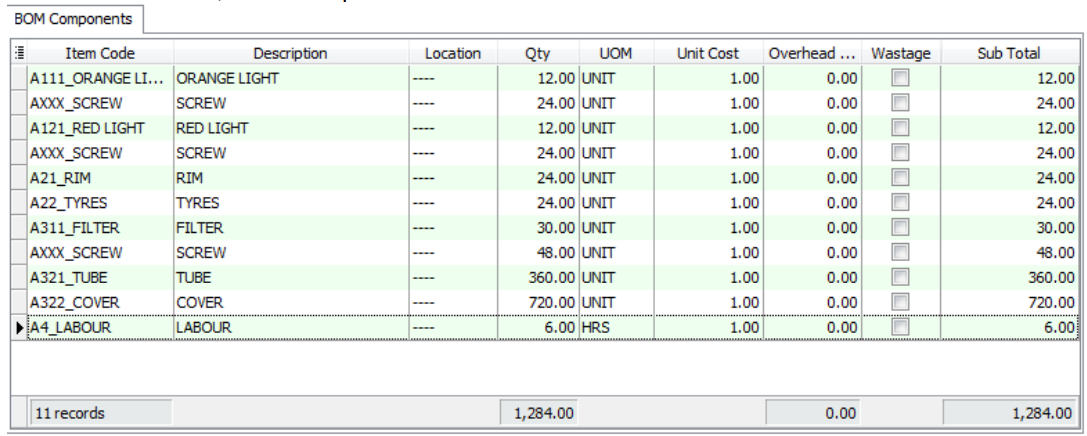 BOM Components
Item Code Description Location Qty UOM Unit Cost Overhead ... Wastage Sub Total
A111_ORANGE LI... ORANGE LIGHT ---- 12.00 UNIT 1.00 0.00 12.00
AXXX_SCREW SCREW ---- 24.00 UNIT 1.00 0.00 24.00
A121_RED LIGHT RED LIGHT ---- 12.00 UNIT 1.00 0.00 12.00
AXXX_SCREW SCREW ---- 24.00 UNIT 1.00 0.00 24.00
A21_RIM RIM ---- 24.00 UNIT 1.00 0.00 24.00
A22_TYRES TYRES ---- 24.00 UNIT 1.00 0.00 24.00
A311_FILTER FILTER ---- 30.00 UNIT 1.00 0.00 30.00
AXXX_SCREW SCREW ---- 48.00 UNIT 1.00 0.00 48.00
A321_TUBE TUBE ---- 360.00 UNIT 1.00 0.00 360.00
A322_COVER COVER ---- 720.00 UNIT 1.00 0.00 720.00
A4_LABOUR LABOUR ---- 6.00 HRS 1.00 0.00 6.00
11 records 1,284.00 0.00 1,284.00